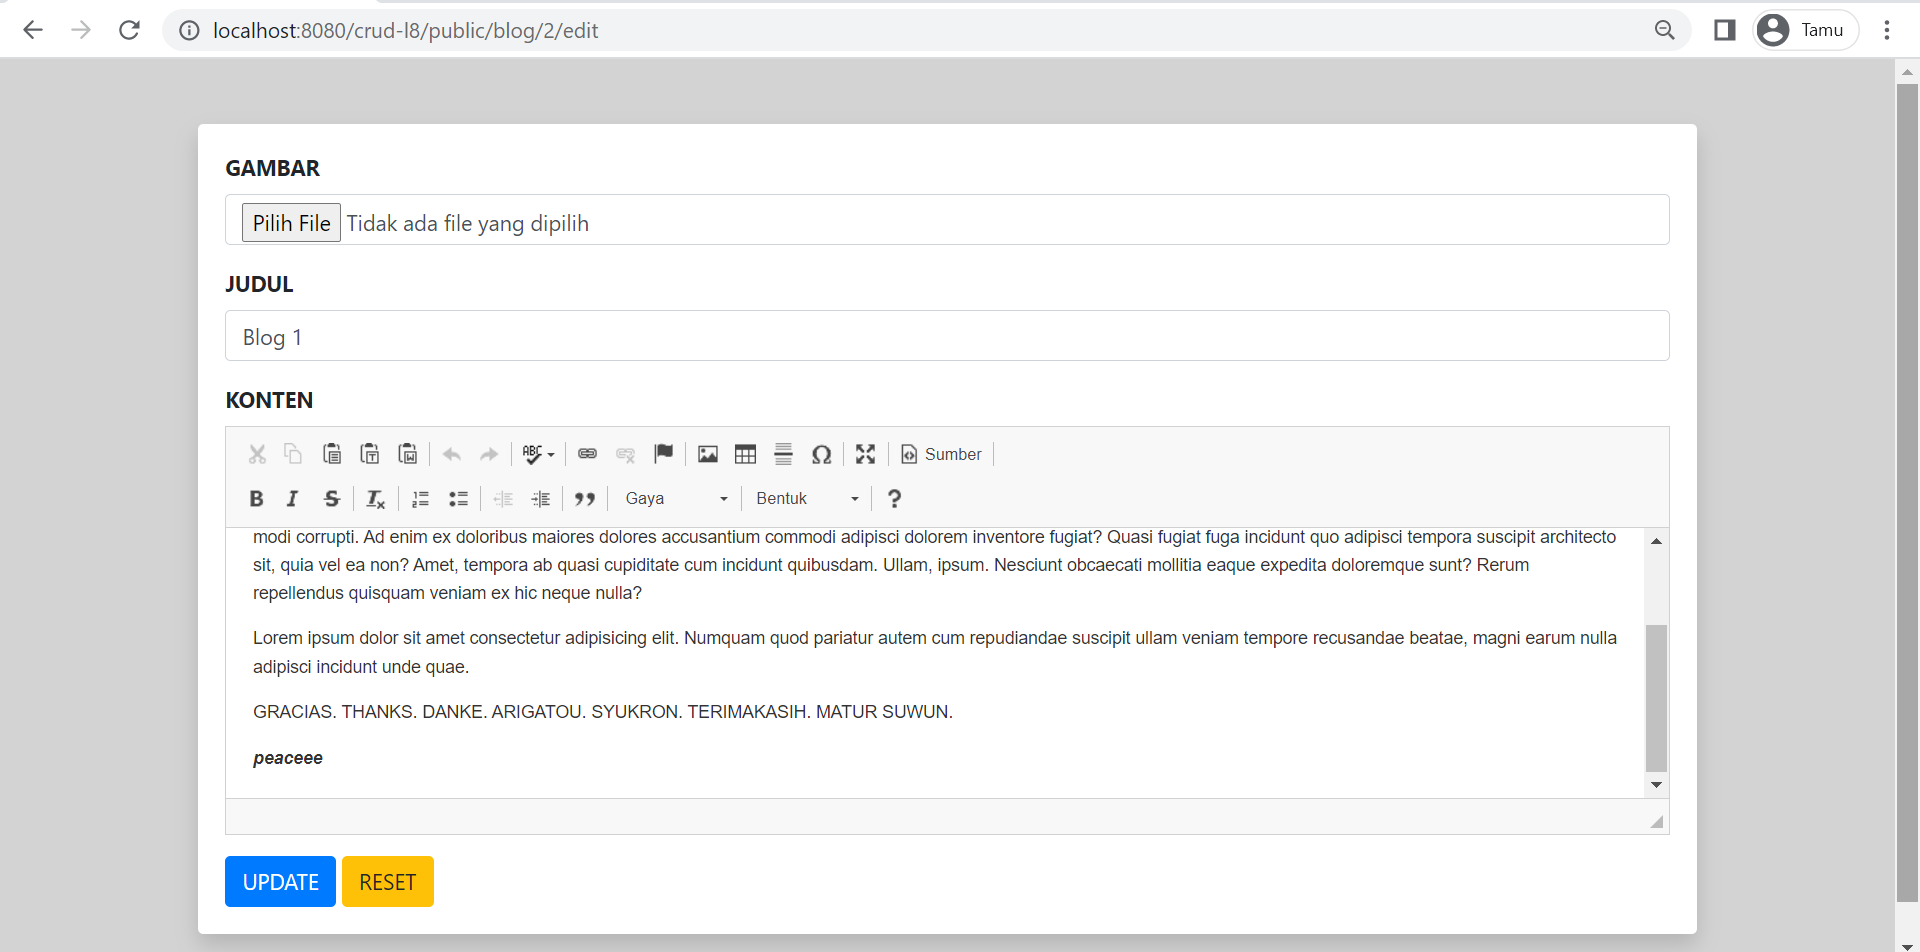 localhost:8080/crud-l8/public/blog/2/edit
Tamu
GAMBAR
Pilih File Tidak ada file yang dipilih
JUDUL
Blog 1
KONTEN
ABC
Sumber
B I S Tx Gaya Bentuk ?
modi corrupti. Ad enim ex doloribus maiores dolores accusantium commodi adipisci dolorem inventore fugiat? Quasi fugiat fuga incidunt quo adipisci tempora suscipit architecto
sit, quia vel ea non? Amet, tempora ab quasi cupiditate cum incidunt quibusdam. Ullam, ipsum. Nesciunt obcaecati mollitia eaque expedita doloremque sunt? Rerum
repellendus quisquam veniam ex hic neque nulla?
Lorem ipsum dolor sit amet consectetur adipisicing elit. Numquam quod pariatur autem cum repudiandae suscipit ullam veniam tempore recusandae beatae, magni earum nulla
adipisci incidunt unde quae.
GRACIAS. THANKS. DANKE. ARIGATOU. SYUKRON. TERIMAKASIH. MATUR SUWUN.
peaceee
UPDATE RESET